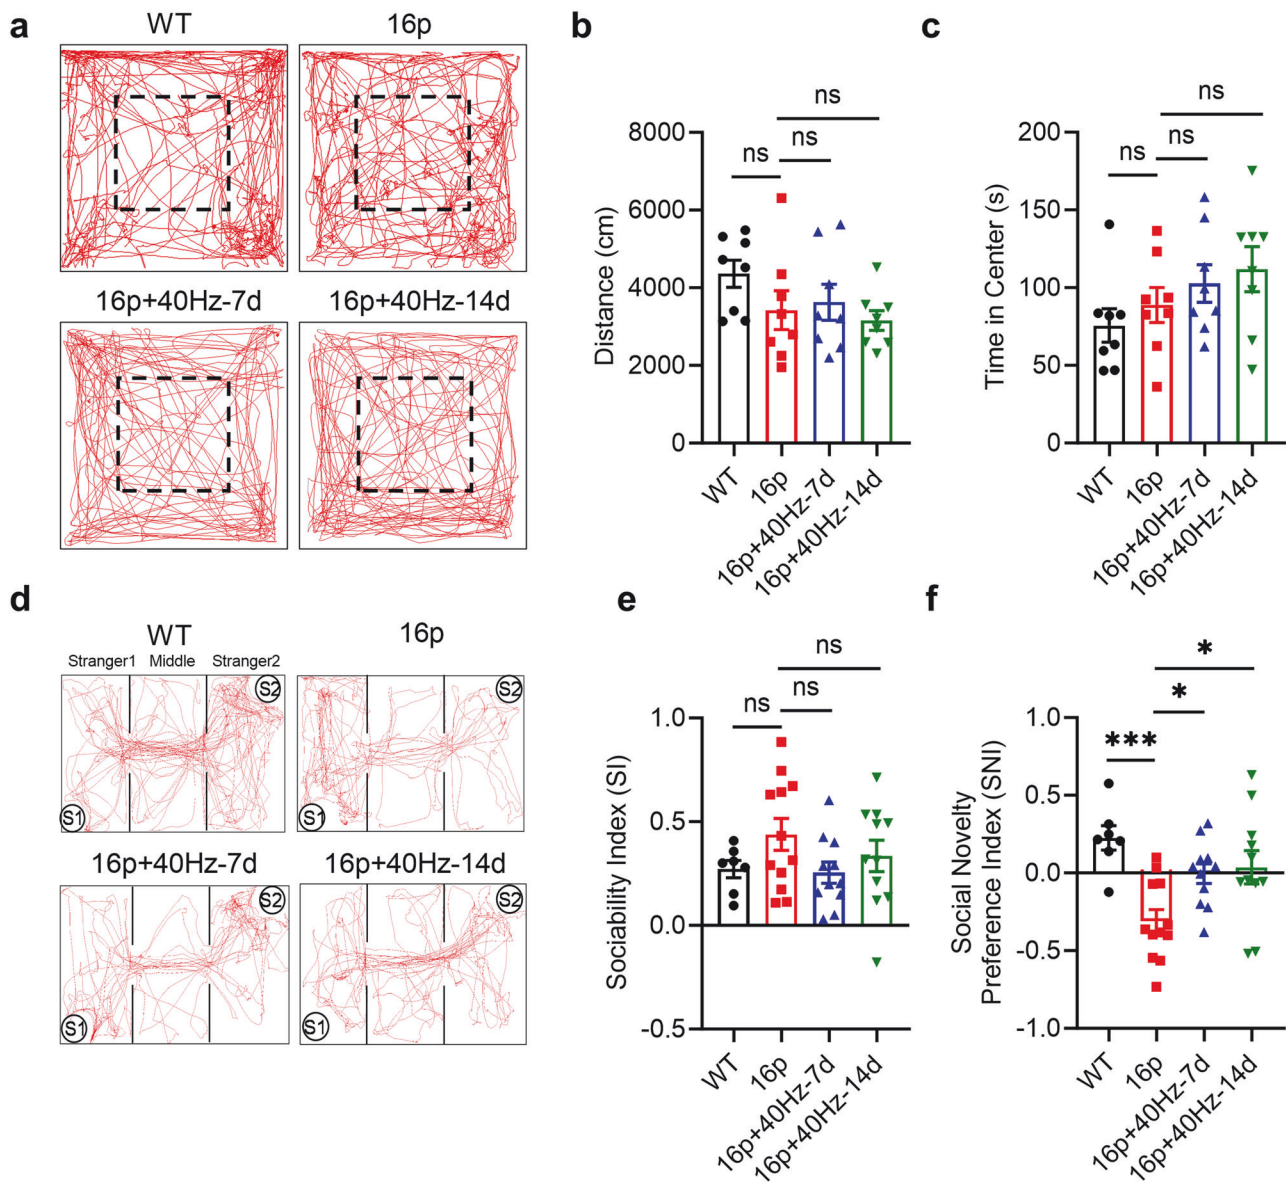 a
WT
16p
16p+40Hz-7d
16p+40Hz-14d
b
Distance (cm)
8000
6000
4000
2000
0
ns
ns
ns
WT
16p
16p+40Hz-7d
16p+40Hz-14d
c
Time in Center (s)
200
150
100
50
0
ns
ns
ns
WT
16p
16p+40Hz-7d
16p+40Hz-14d
d
WT
16p
Stranger1 Middle Stranger2
S2
S1
S2
S1
16p+40Hz-7d
16p+40Hz-14d
S2
S1
S2
S1
e
Sociability Index (SI)
1.0
0.5
0.0
-0.5
ns
ns
ns
WT
16p
16p+40Hz-7d
16p+40Hz-14d
f
Social Novelty
Preference Index (SNI)
1.0
0.5
0.0
-0.5
-1.0
*
*
***
WT
16p
16p+40Hz-7d
16p+40Hz-14d